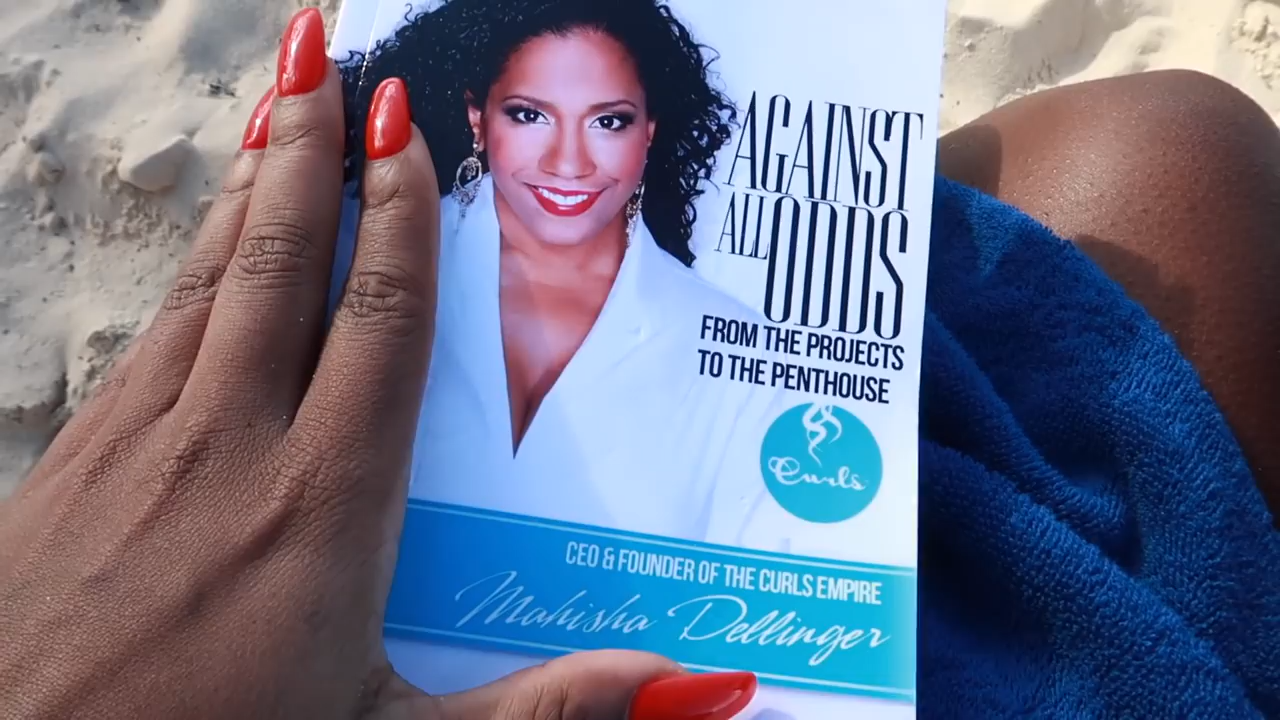 AGAINST
ALL ODDS
FROM THE PROJECTS
TO THE PENTHOUSE
Curls
CEO & FOUNDER OF THE CURLS EMPIRE
Mahisha Dellinger